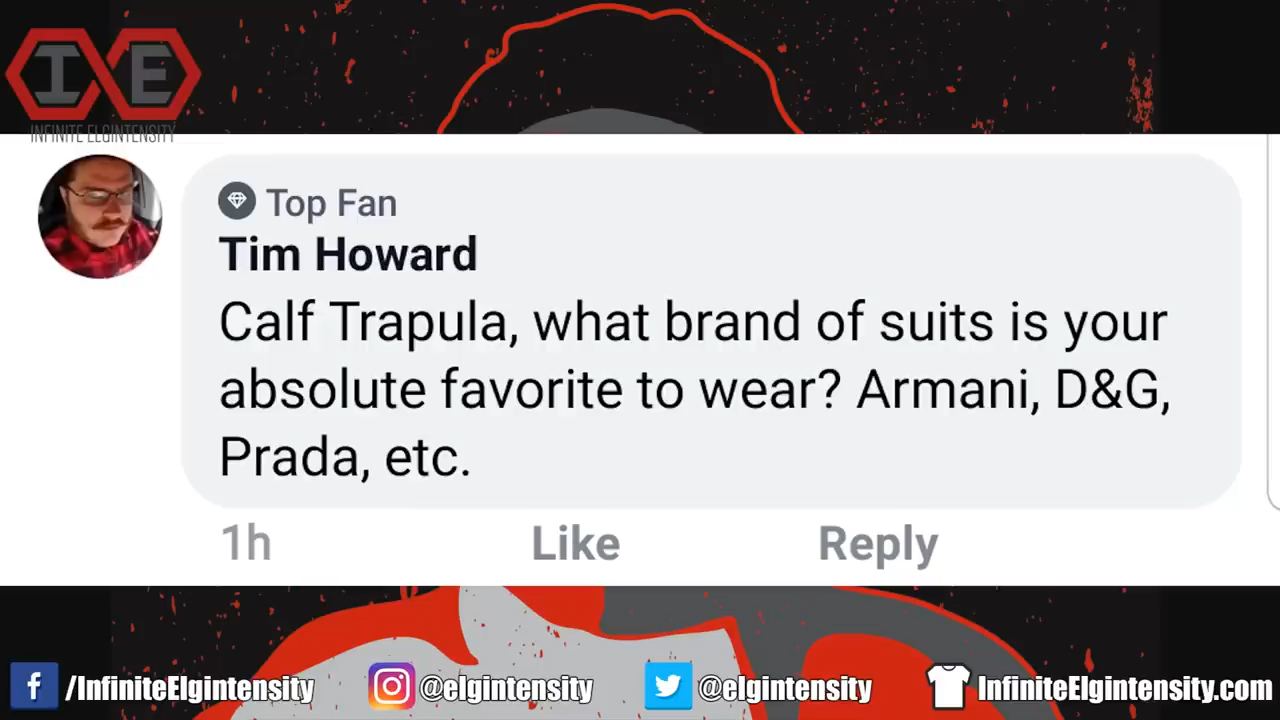 IE
INFINITE ELGINTENSITY
Top Fan
Tim Howard
Calf Trapula, what brand of suits is your
absolute favorite to wear? Armani, D&G,
Prada, etc.
1h Like Reply
f /InfiniteElgintensity @elgintensity @elgintensity InfiniteElgintensity.com